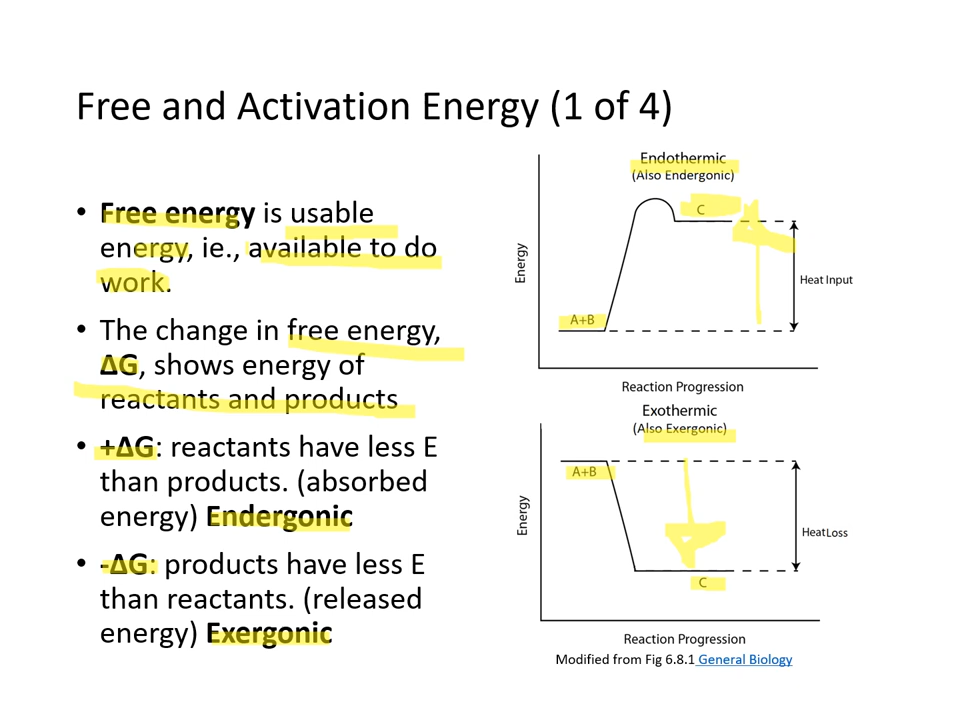 Free and Activation Energy (1 of 4)
• Free energy is usable
energy, ie., available to do
work.
• The change in free energy,
ΔG, shows energy of
reactants and products
• +ΔG: reactants have less E
than products. (absorbed
energy) Endergonic
• -ΔG: products have less E
than reactants. (released
energy) Exergonic
Endothermic
(Also Endergonic)
C
Energy
A+B
Heat Input
Reaction Progression
Exothermic
(Also Exergonic)
A+B
Energy
Heat Loss
C
Reaction Progression
Modified from Fig 6.8.1 General Biology